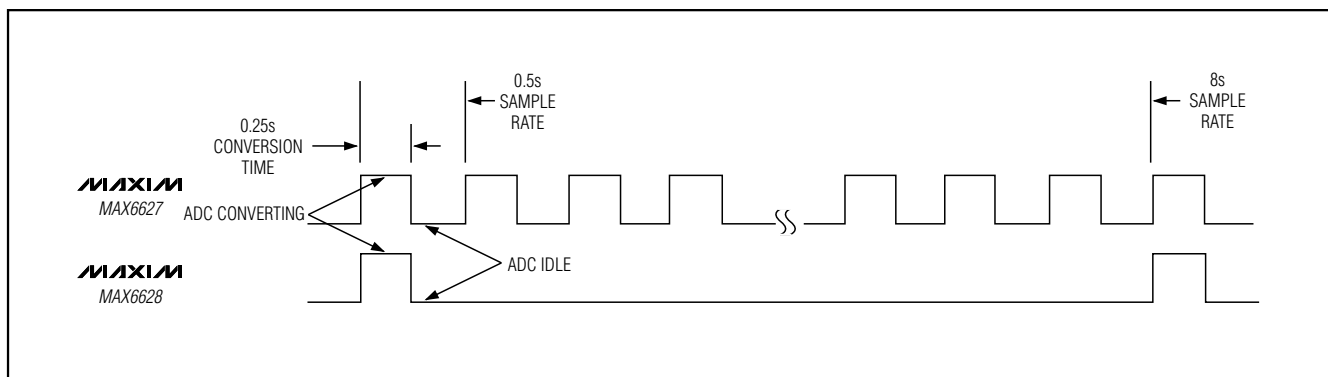 0.5s
SAMPLE
RATE
8s
SAMPLE
RATE
0.25s
CONVERSION
TIME
MAXIM
MAX6627
ADC CONVERTING
ADC IDLE
MAXIM
MAX6628